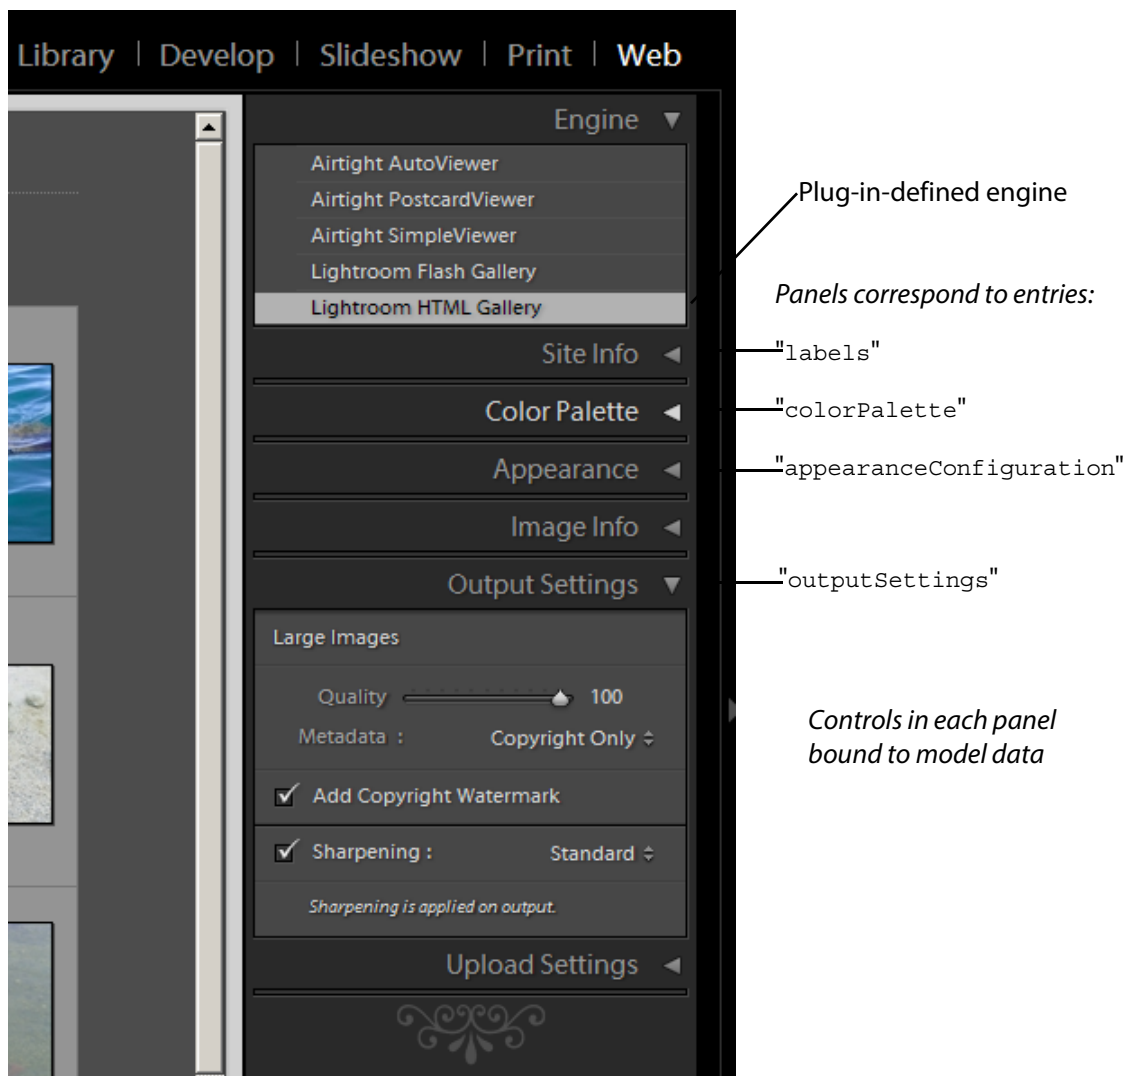 Library | Develop | Slideshow | Print | Web
Engine
Airtight AutoViewer
Airtight PostcardViewer
Airtight SimpleViewer
Lightroom Flash Gallery
Lightroom HTML Gallery
Plug-in-defined engine
Panels correspond to entries:
Site Info
"labels"
Color Palette
"colorPalette"
Appearance
"appearanceConfiguration"
Image Info
Output Settings
"outputSettings"
Large Images
Quality 100
Metadata : Copyright Only
Add Copyright Watermark
Sharpening : Standard
Sharpening is applied on output.
Controls in each panel
bound to model data
Upload Settings